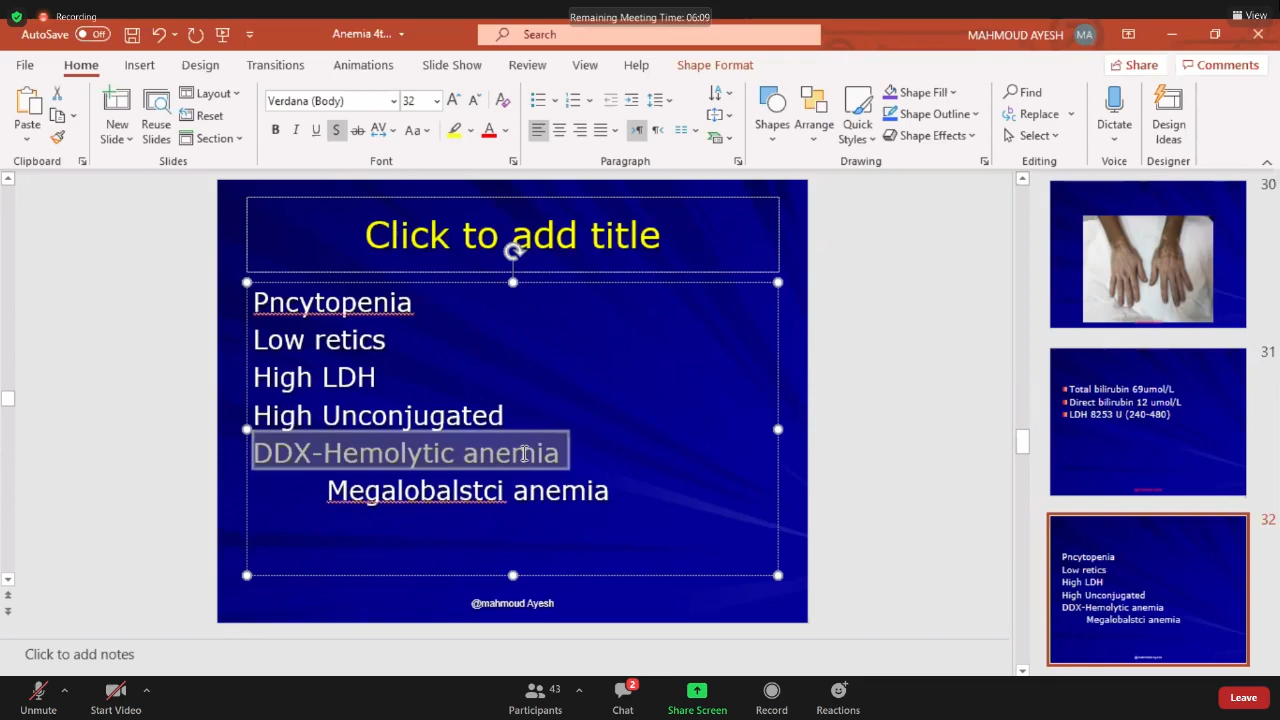 Recording
Remaining Meeting Time: 06:09
View
AutoSave Off
Anemia 4t...
Search
MAHMOUD AYESH MA
File Home Insert Design Transitions Animations Slide Show Review View Help Shape Format Share Comments
Paste
New Slide
Reuse Slides
Layout
Reset
Section
Verdana (Body) 32
B I U S ab AV Aa A
Shapes
Arrange
Quick Styles
Shape Fill
Shape Outline
Shape Effects
Find
Replace
Select
Dictate
Design Ideas
Clipboard Slides Font Paragraph Drawing Editing Voice Designer
Click to add title
Pncytopenia
Low retics
High LDH
High Unconjugated
DDX-Hemolytic anemia
Megalobalstci anemia
@mahmoud Ayesh
30
31
Total bilirubin 69umol/L
Direct bilirubin 12 umol/L
LDH 8253 U (240-480)
32
Pncytopenia
Low retics
High LDH
High Unconjugated
DDX-Hemolytic anemia
Megalobalstci anemia
Click to add notes
Unmute
Start Video
Participants 43
Chat 2
Share Screen
Record
Reactions
Leave